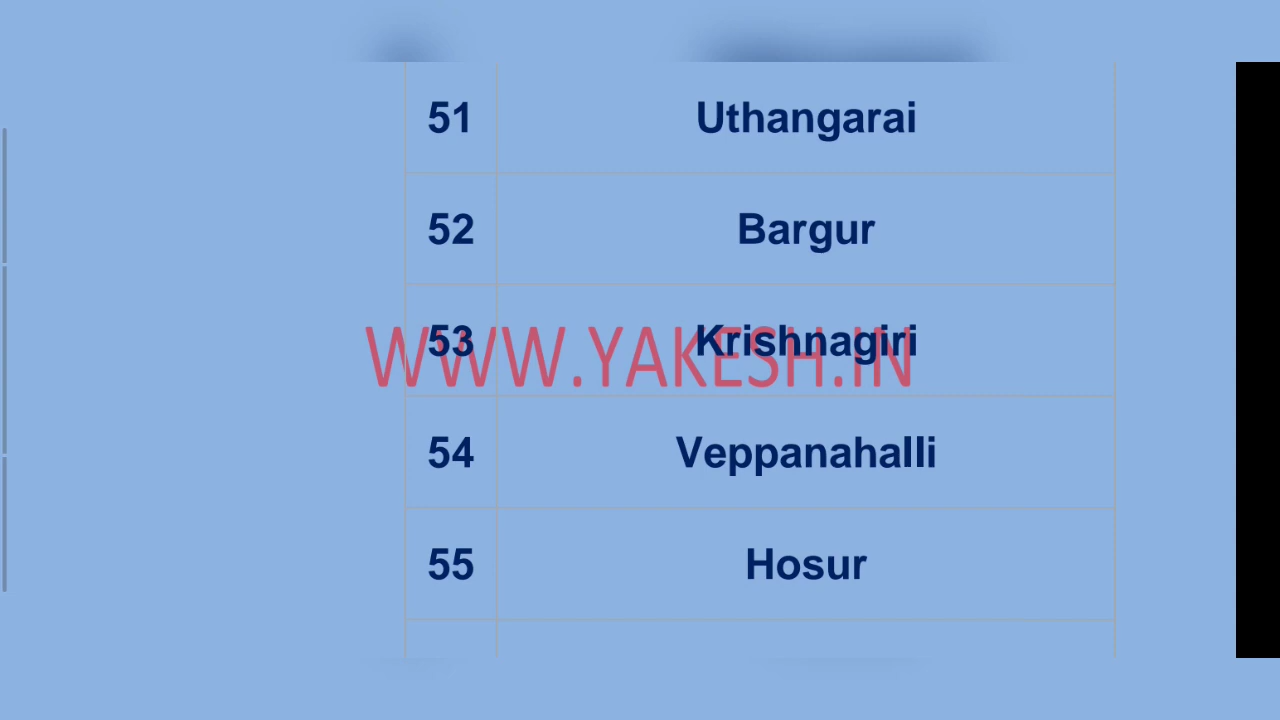 51 Uthangarai
52 Bargur
53 Krishnagiri
WWW.YAKESH.IN
54 Veppanahalli
55 Hosur